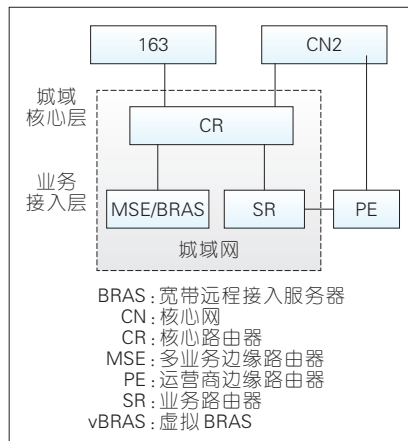 163
CN2
城域
核心层
CR
业务
接入层
MSE/BRAS
SR
PE
城域网
BRAS：宽带远程接入服务器
CN：核心网
CR：核心路由器
MSE：多业务边缘路由器
PE：运营商边缘路由器
SR：业务路由器
vBRAS：虚拟 BRAS